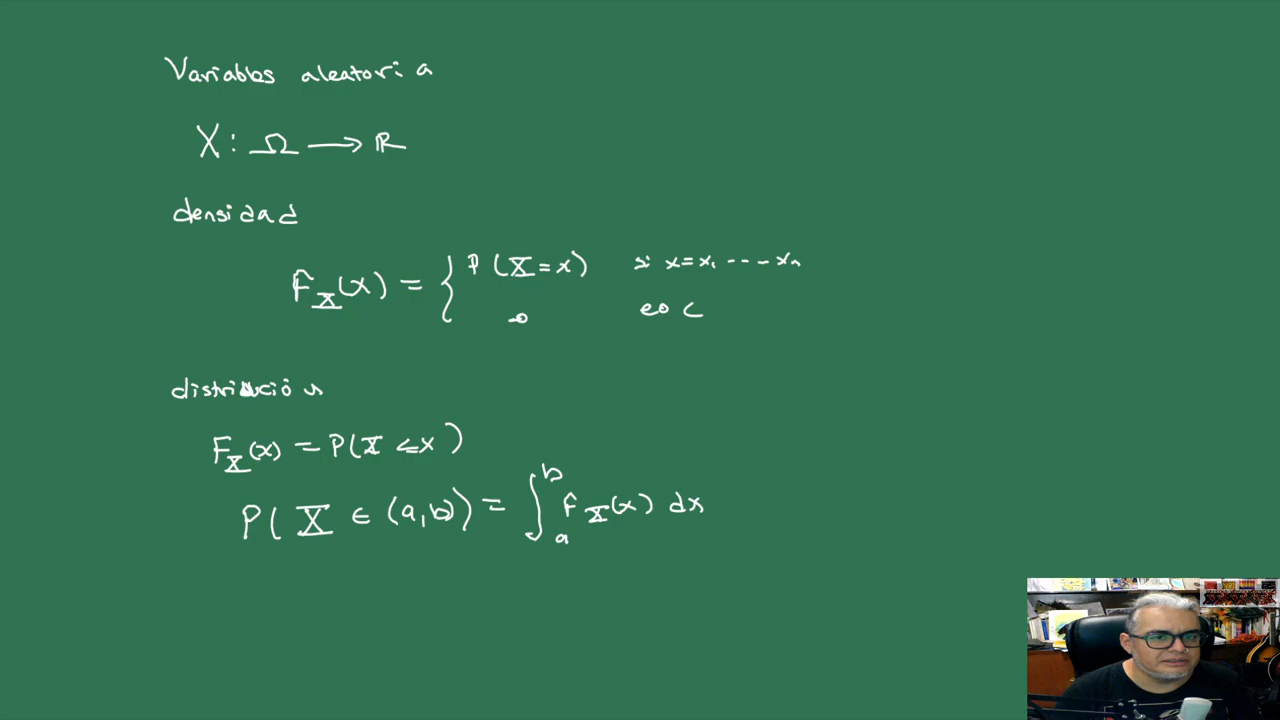 Variables aleatoria
X: Ω ⟶ ℝ
densidad
f_X(x) = { P(X = x) si x = x₁ ---- xₙ
0 eoc
distribución
F_X(x) = P(X ≤ x)
P(X ∈ (a,b)) = ∫_a^b f_X(x) dx